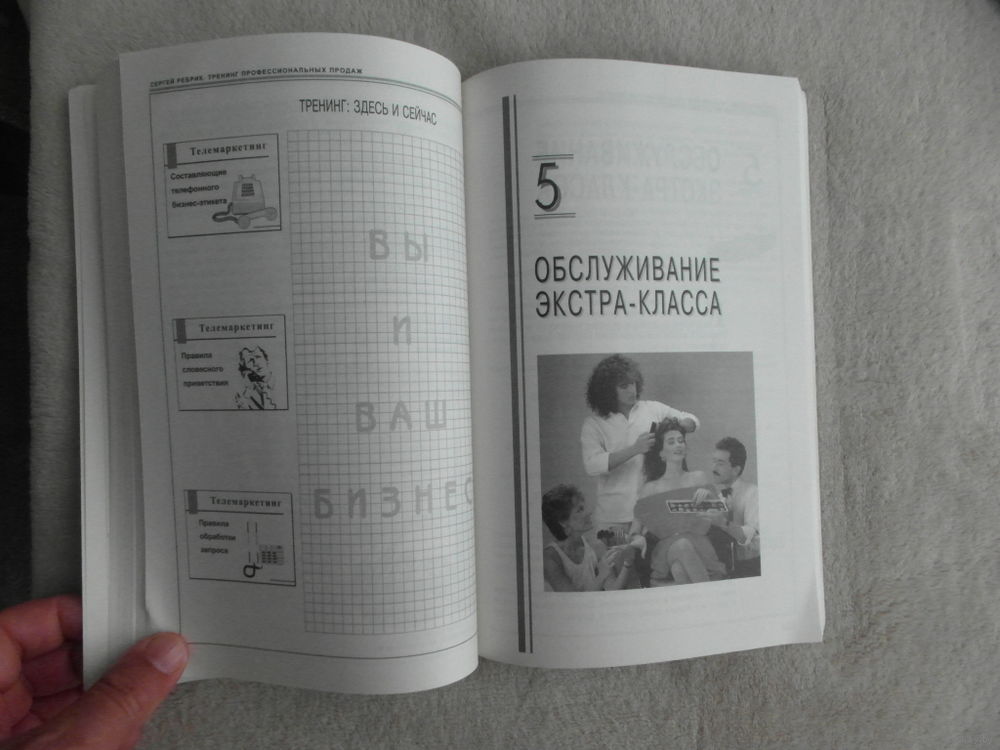 СЕРГЕЙ РЕБРИК. ТРЕНИНГ ПРОФЕССИОНАЛЬНЫХ ПРОДАЖ
ТРЕНИНГ: ЗДЕСЬ И СЕЙЧАС
Телемаркетинг
Составляющие
телефонного
бизнес-этикета
Телемаркетинг
Правила
словесного
приветствия
Телемаркетинг
Правила
обработки
запроса
ВЫ
И
ВАШ
БИЗНЕС
5
ОБСЛУЖИВАНИЕ
ЭКСТРА-КЛАССА